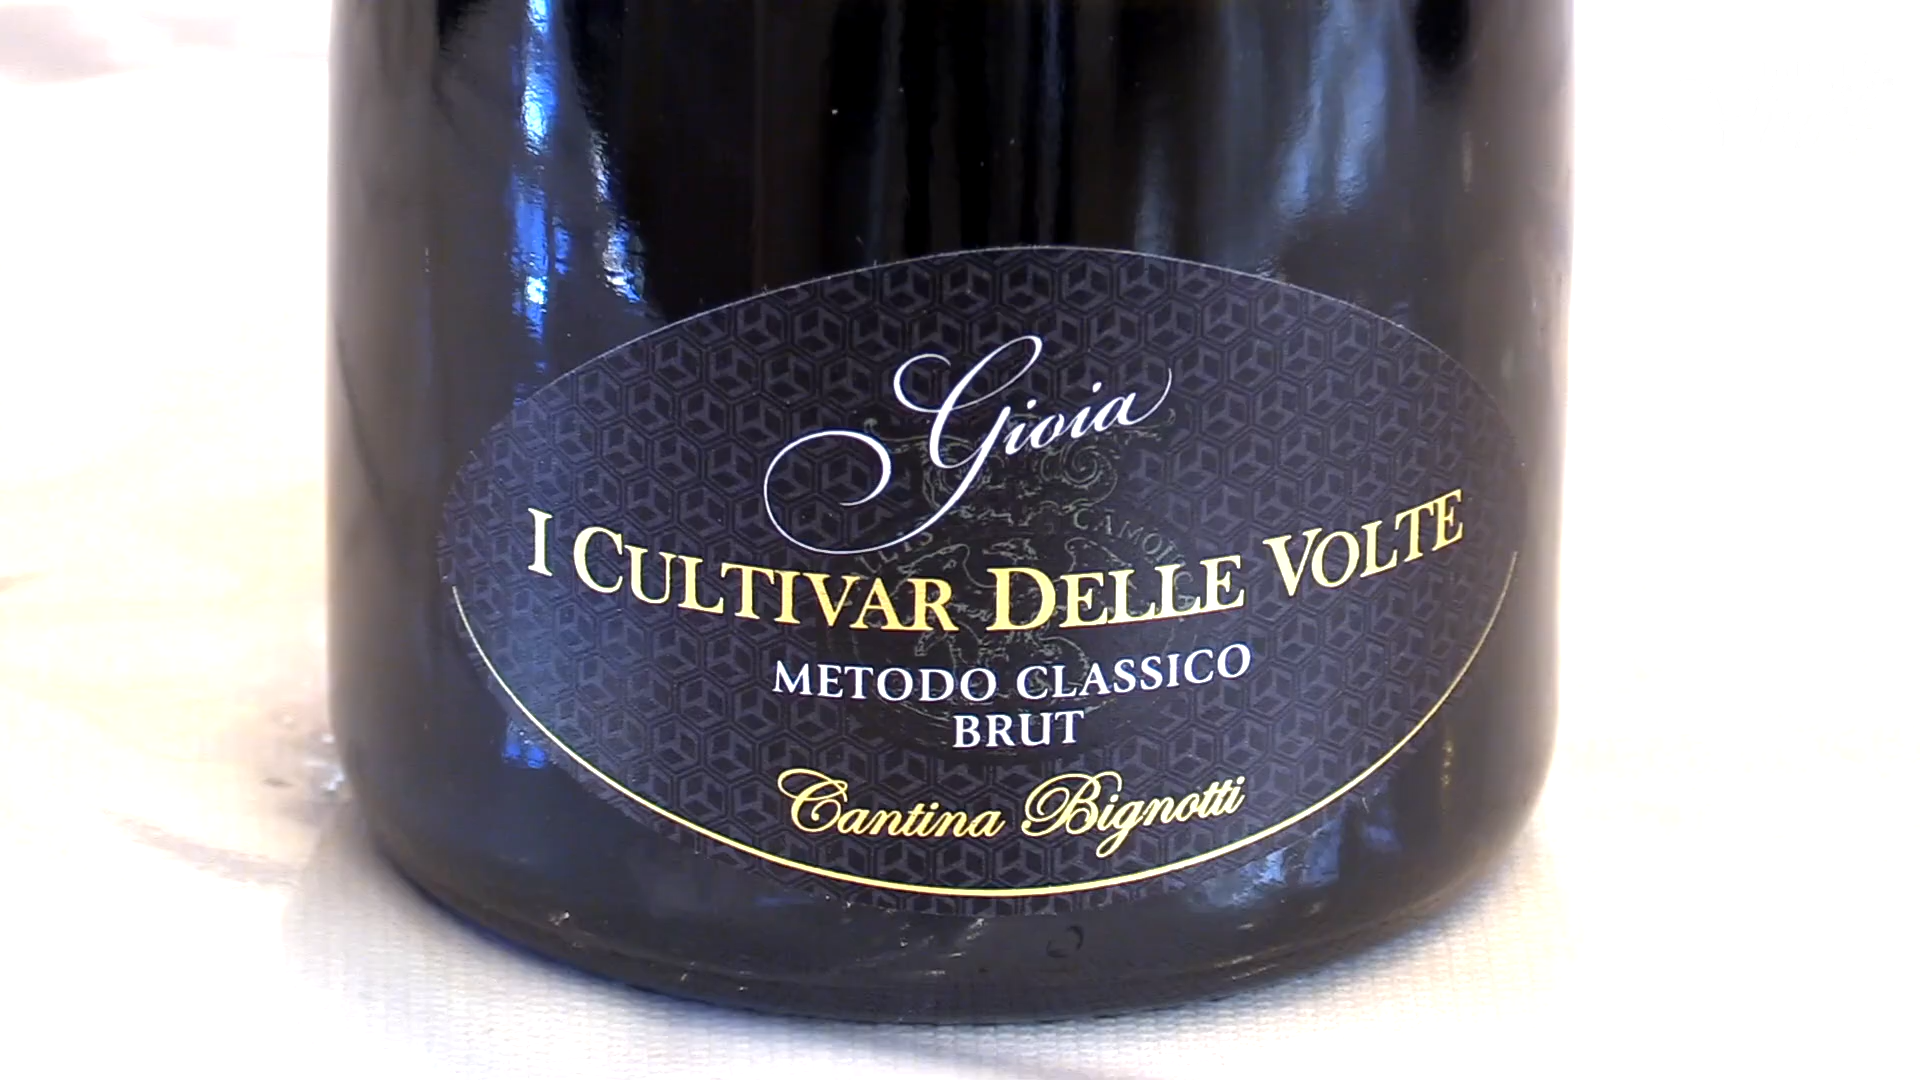 Gioia
I CULTIVAR DELLE VOLTE
METODO CLASSICO
BRUT
Cantina Bignotti